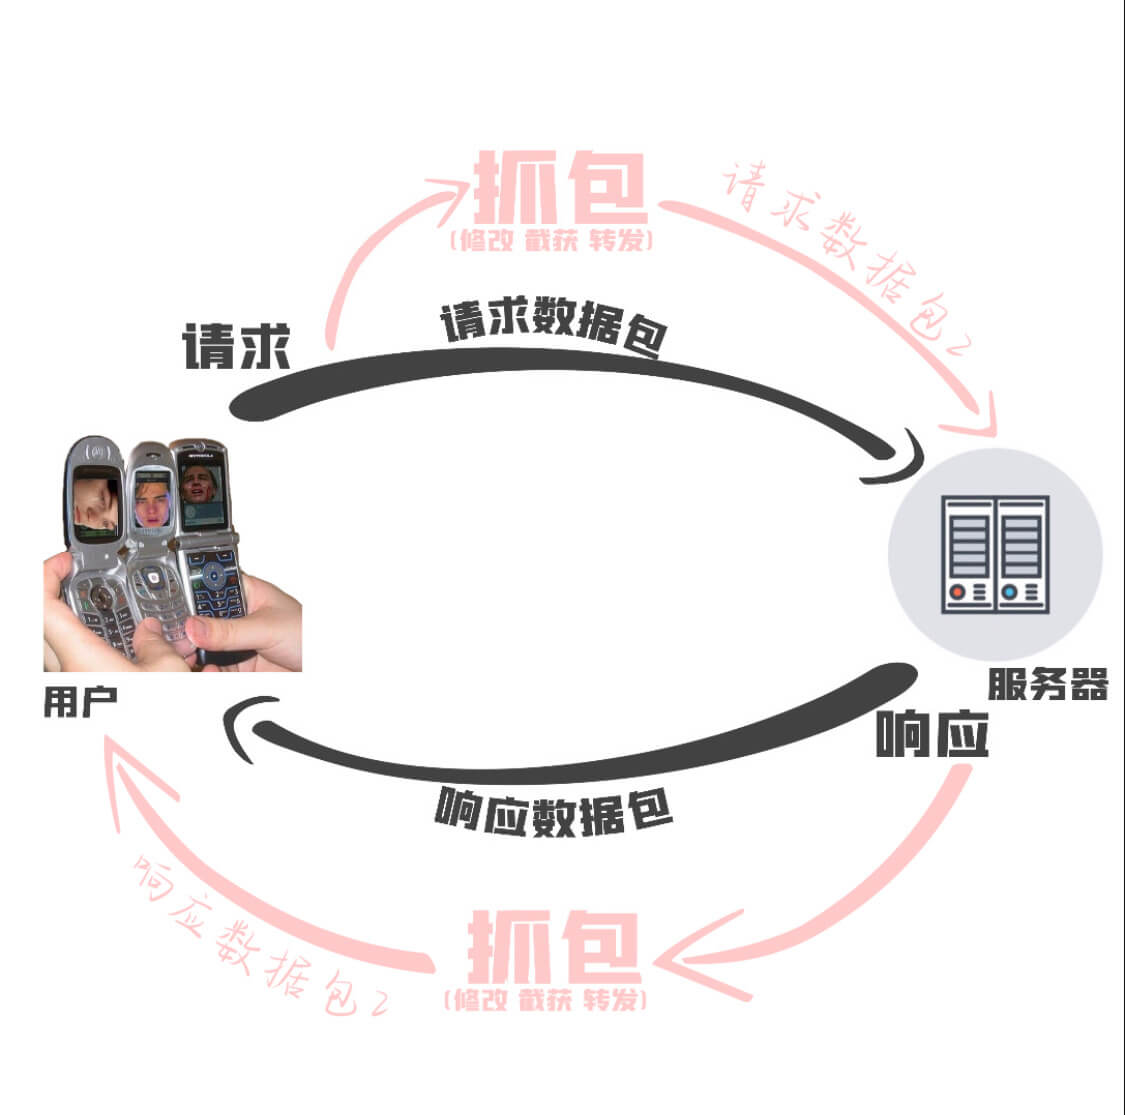 抓包
(修改 截获 转发)
请求数据包2
请求数据包
请求
MOTOROLA
用户
服务器
响应
响应数据包
响应数据包2
抓包
(修改 截获 转发)